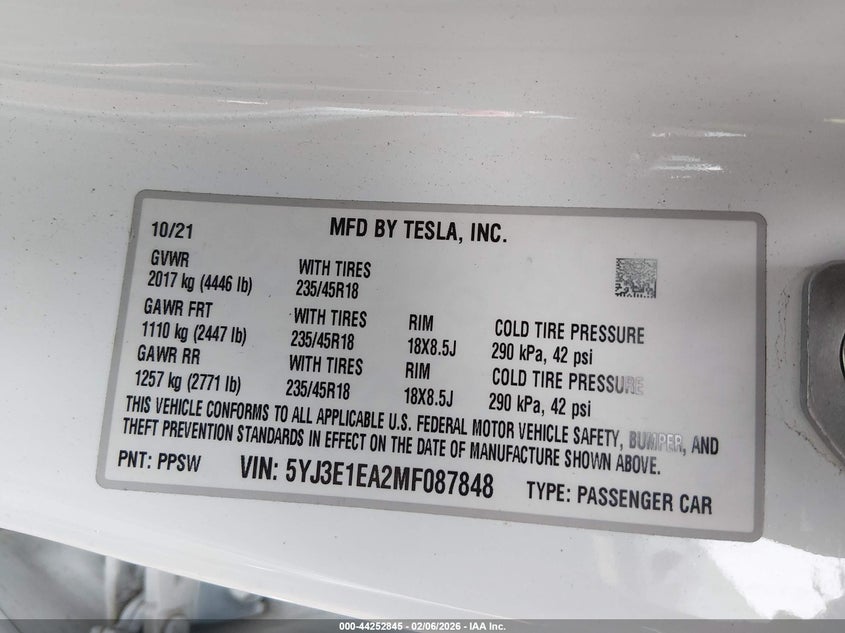 10/21
MFD BY TESLA, INC.
GVWR
2017 kg (4446 lb)
WITH TIRES
235/45R18
GAWR FRT
1110 kg (2447 lb)
WITH TIRES
235/45R18
RIM
18X8.5J
COLD TIRE PRESSURE
290 kPa, 42 psi
GAWR RR
1257 kg (2771 lb)
WITH TIRES
235/45R18
RIM
18X8.5J
COLD TIRE PRESSURE
290 kPa, 42 psi
THIS VEHICLE CONFORMS TO ALL APPLICABLE U.S. FEDERAL MOTOR VEHICLE SAFETY, BUMPER, AND
THEFT PREVENTION STANDARDS IN EFFECT ON THE DATE OF MANUFACTURE SHOWN ABOVE.
PNT: PPSW
VIN: 5YJ3E1EA2MF087848
TYPE: PASSENGER CAR
000-44252845 - 02/06/2026 - IAA Inc.